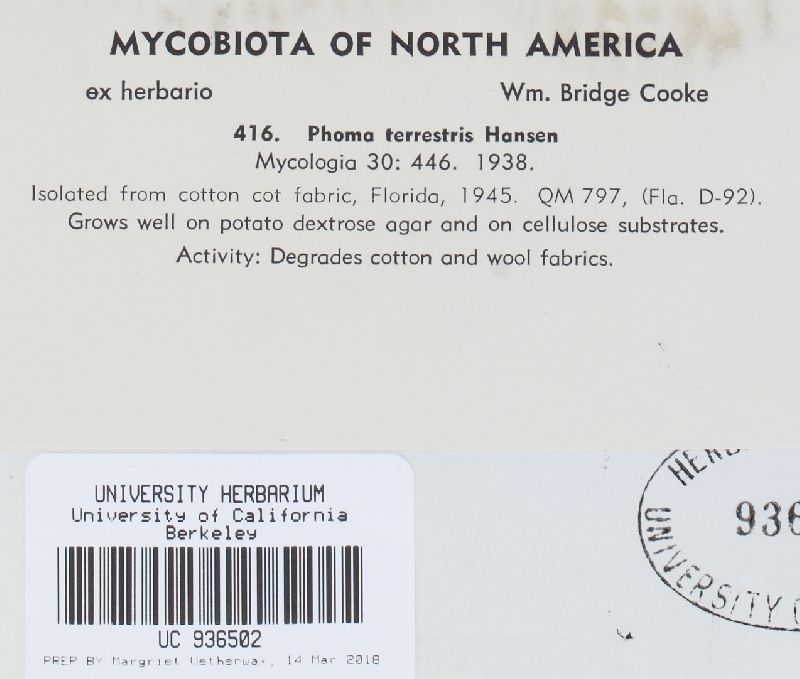 MYCOBIOTA OF NORTH AMERICA
ex herbario Wm. Bridge Cooke
416. Phoma terrestris Hansen
Mycologia 30: 446. 1938.
Isolated from cotton cot fabric, Florida, 1945. QM 797, (Fla. D-92).
Grows well on potato dextrose agar and on cellulose substrates.
Activity: Degrades cotton and wool fabrics.
UNIVERSITY HERBARIUM
University of California
Berkeley
UC 936502
PREP BY Margriet Wetherwax, 14 Mar 2018
936
UNIVERSITY